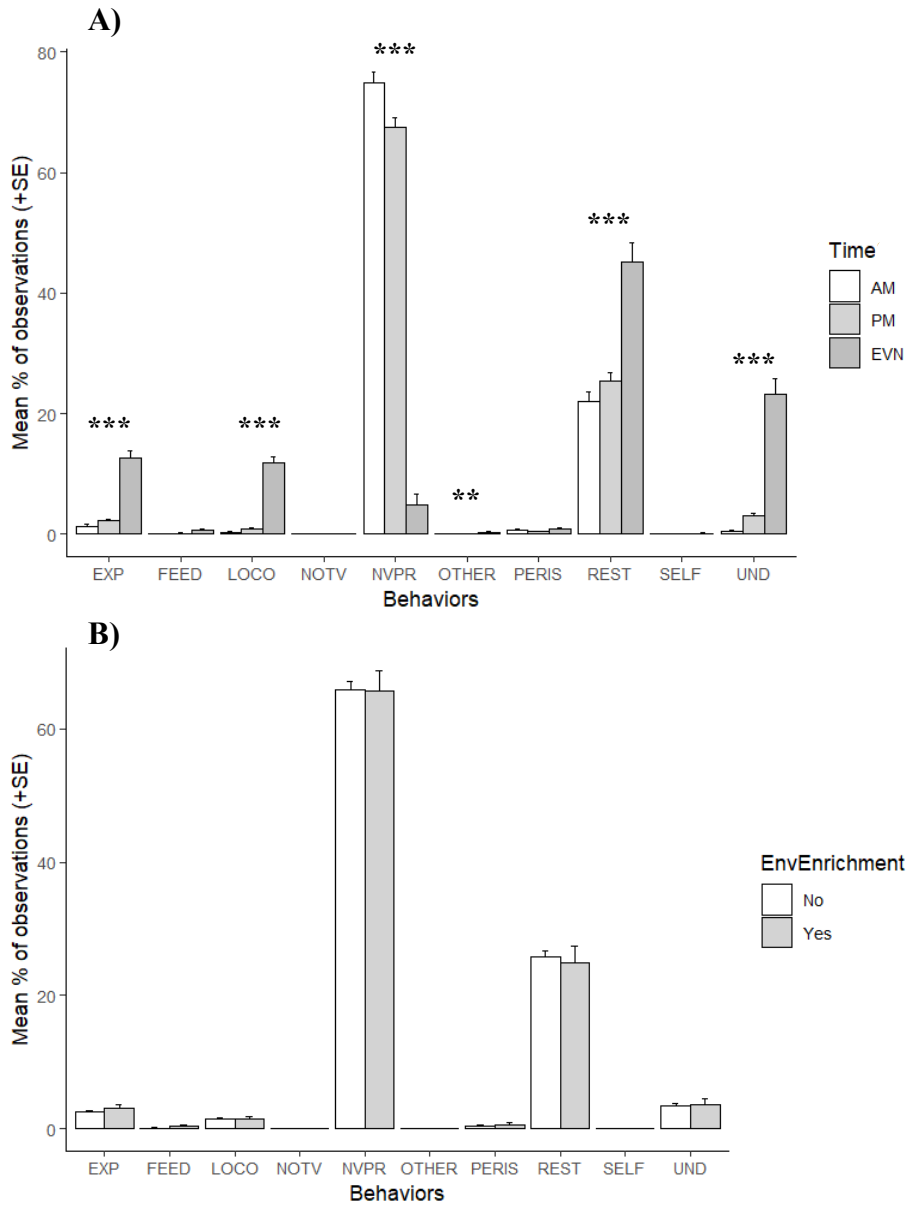 A)
Mean % of observations (+SE)
80
60
40
20
0
***
***
***
**
***
***
EXP FEED LOCO NOTV NVPR OTHER PERIS REST SELF UND
Behaviors
Time
AM
PM
EVN
B)
Mean % of observations (+SE)
60
40
20
0
EXP FEED LOCO NOTV NVPR OTHER PERIS REST SELF UND
Behaviors
EnvEnrichment
No
Yes